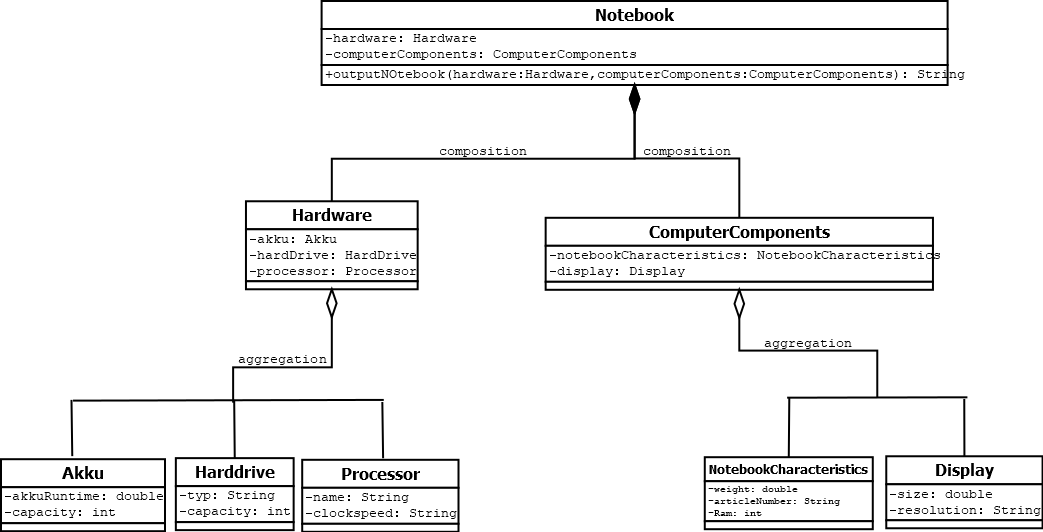 Notebook
-hardware: Hardware
-computerComponents: ComputerComponents
+outputNOtebook(hardware:Hardware,computerComponents:ComputerComponents): String
composition
composition
Hardware
-akku: Akku
-hardDrive: HardDrive
-processor: Processor
ComputerComponents
-notebookCharacteristics: NotebookCharacteristics
-display: Display
aggregation
aggregation
Akku
-akkuRuntime: double
-capacity: int
Harddrive
-typ: String
-capacity: int
Processor
-name: String
-clockspeed: String
NotebookCharacteristics
-weight: double
-articleNumber: String
-Ram: int
Display
-size: double
-resolution: String